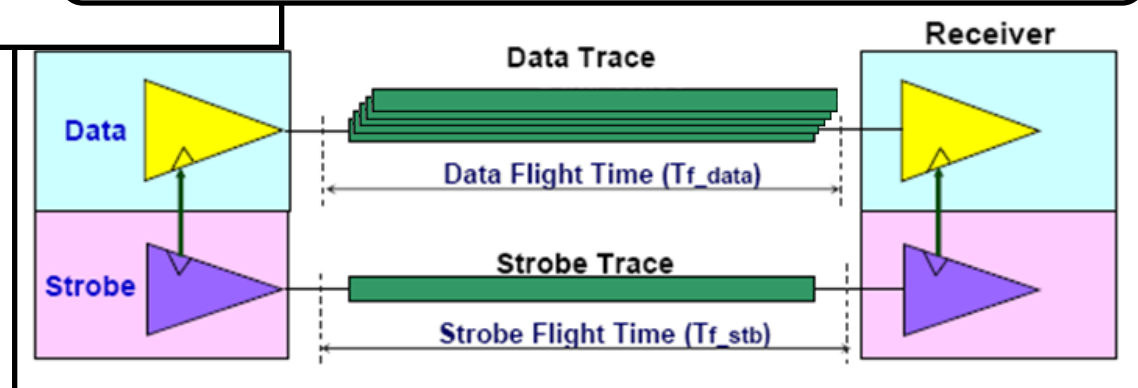 Receiver
Data Trace
Data
Data Flight Time (Tf_data)
Strobe Trace
Strobe
Strobe Flight Time (Tf_stb)